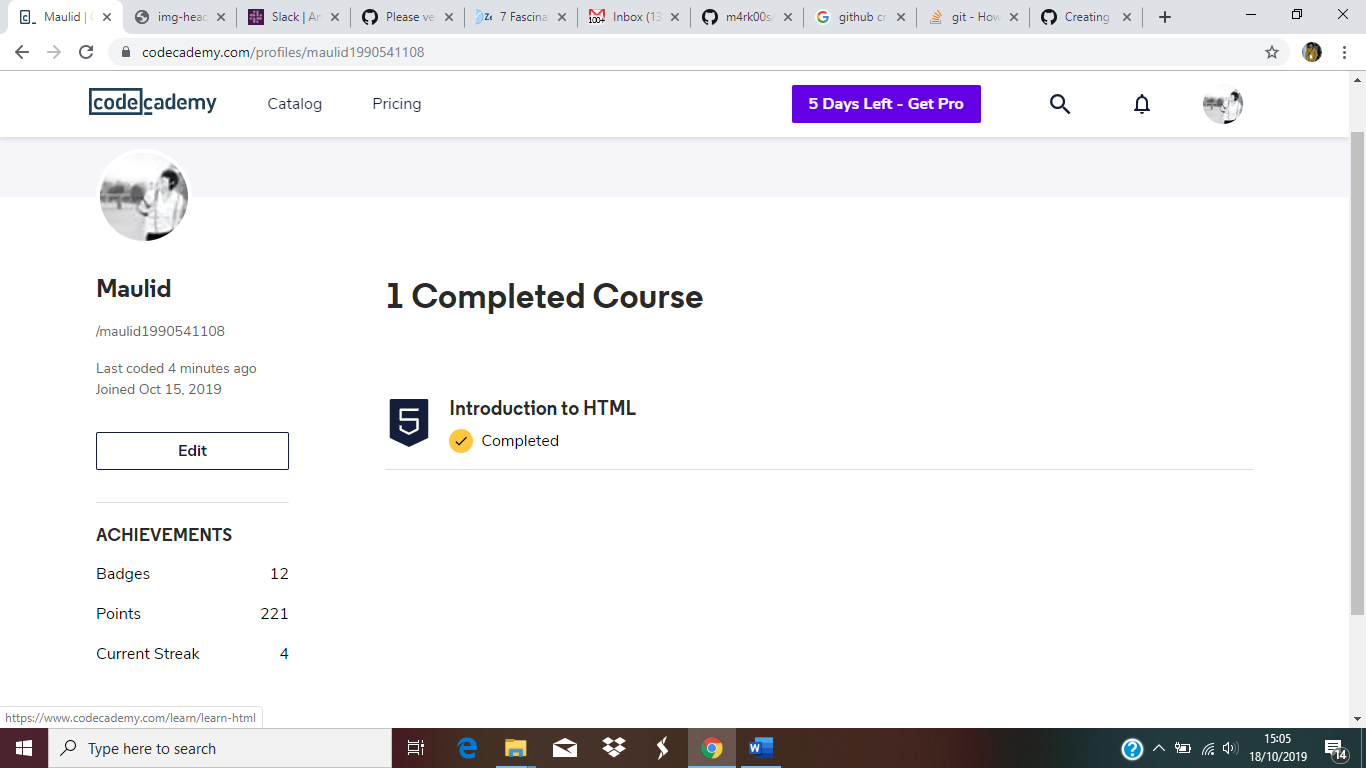 Maulid | C
img-head
Slack | An
Please ve
7 Fascina
Inbox (13
m4rk00s/
github cr
git - How
Creating
codecademy.com/profiles/maulid1990541108
codecademy
Catalog
Pricing
5 Days Left - Get Pro
Maulid
/maulid1990541108
Last coded 4 minutes ago
Joined Oct 15, 2019
Edit
ACHIEVEMENTS
Badges 12
Points 221
Current Streak 4
1 Completed Course
Introduction to HTML
Completed
https://www.codecademy.com/learn/learn-html
Type here to search
15:05
18/10/2019
14